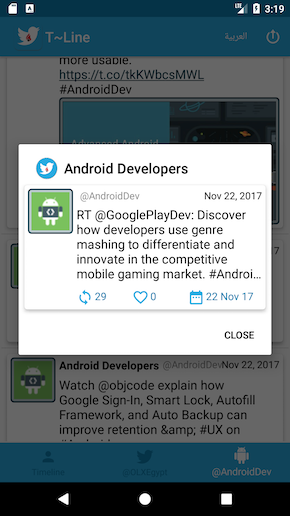 3:19
T~Line
العربية
more usable.
https://t.co/tkKWbcsMWL
#AndroidDev
Advanced Android
Android Developers
@AndroidDev Nov 22, 2017
RT @GooglePlayDev: Discover
how developers use genre
mashing to differentiate and
innovate in the competitive
mobile gaming market. #Androi...
29 0 22 Nov 17
CLOSE
Android Developers @AndroidDev Nov 22, 2017
Watch @objcode explain how
Google Sign-In, Smart Lock, Autofill
Framework, and Auto Backup can
improve retention &amp; #UX on
Timeline @OLXEgypt @AndroidDev